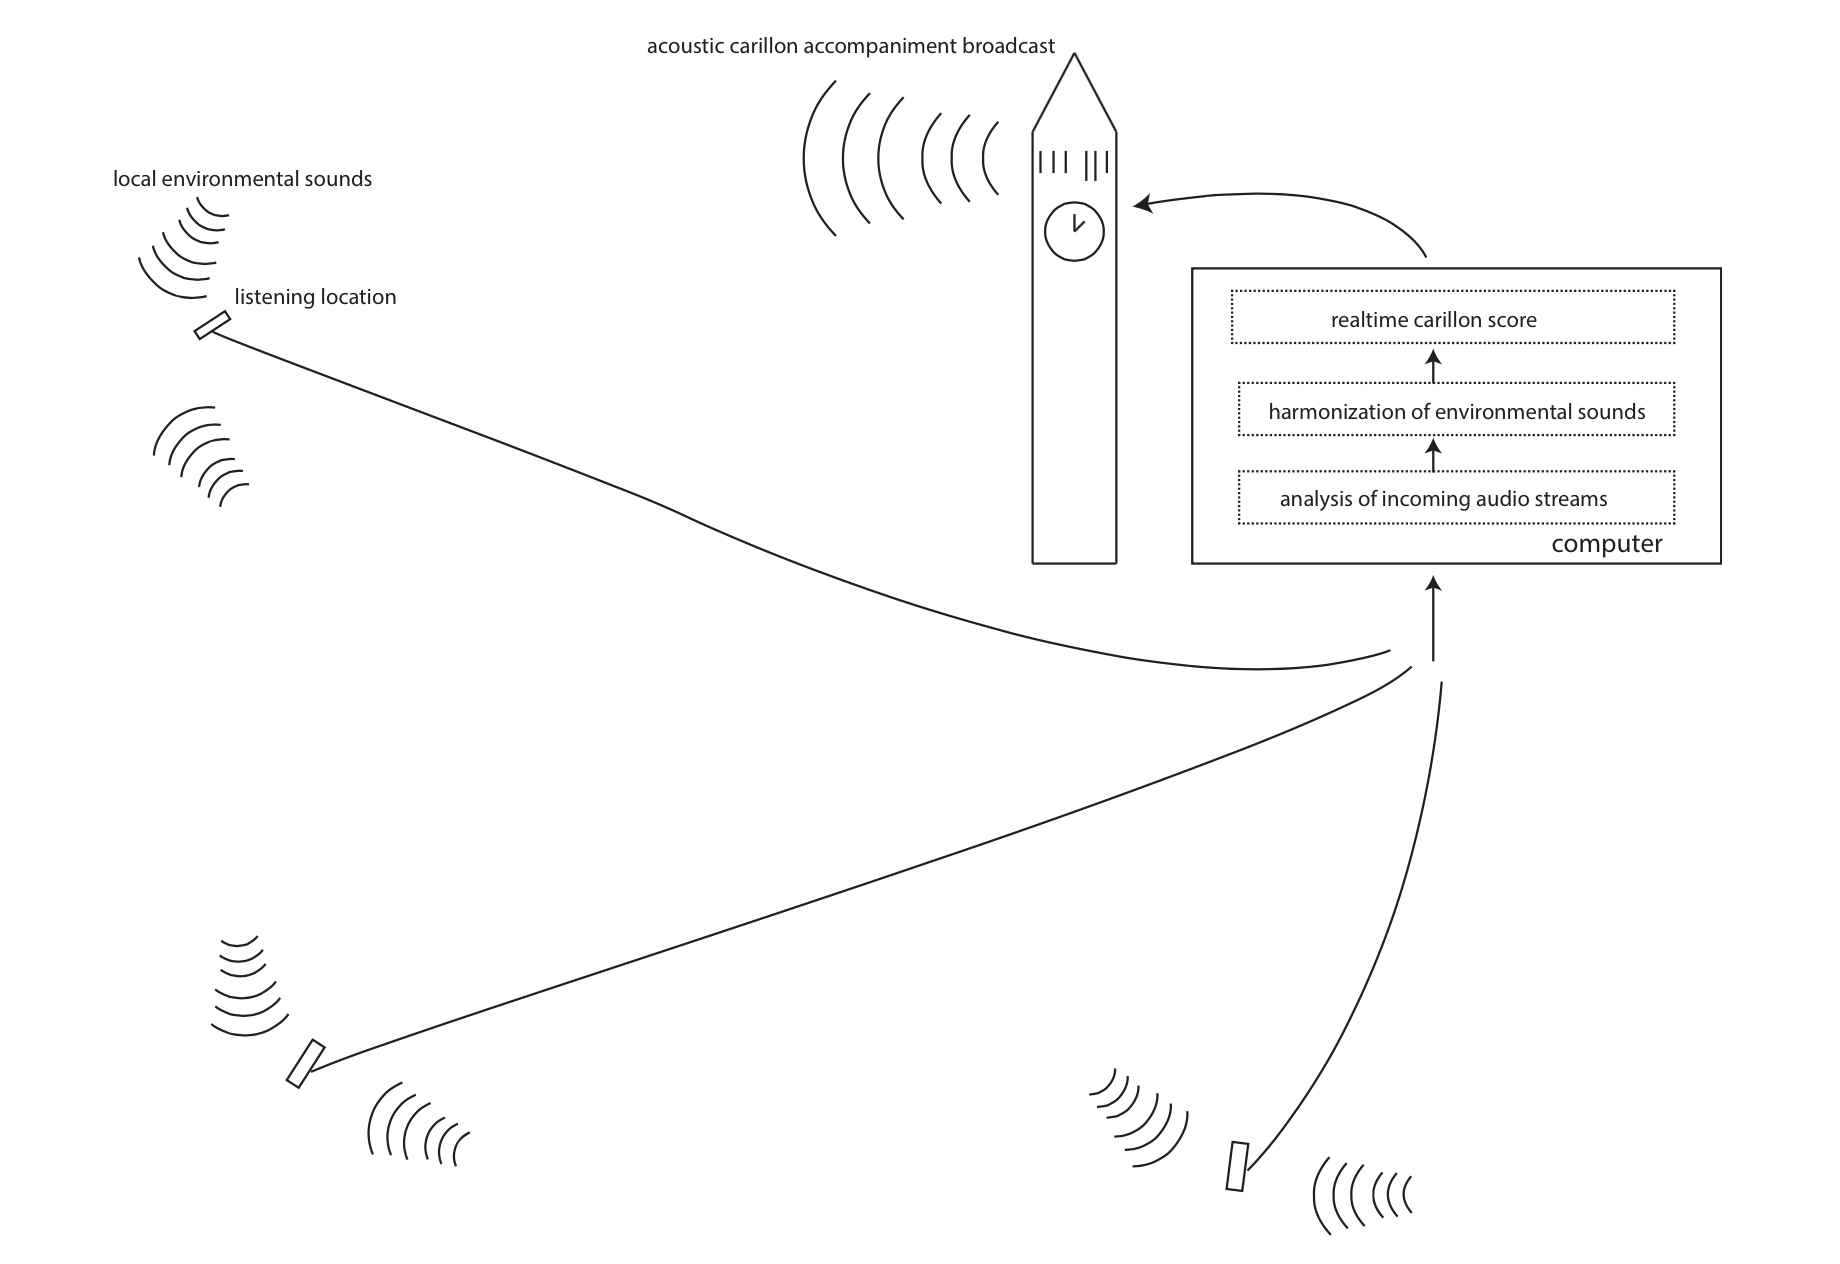 acoustic carillon accompaniment broadcast
local environmental sounds
listening location
realtime carillon score
harmonization of environmental sounds
analysis of incoming audio streams
computer